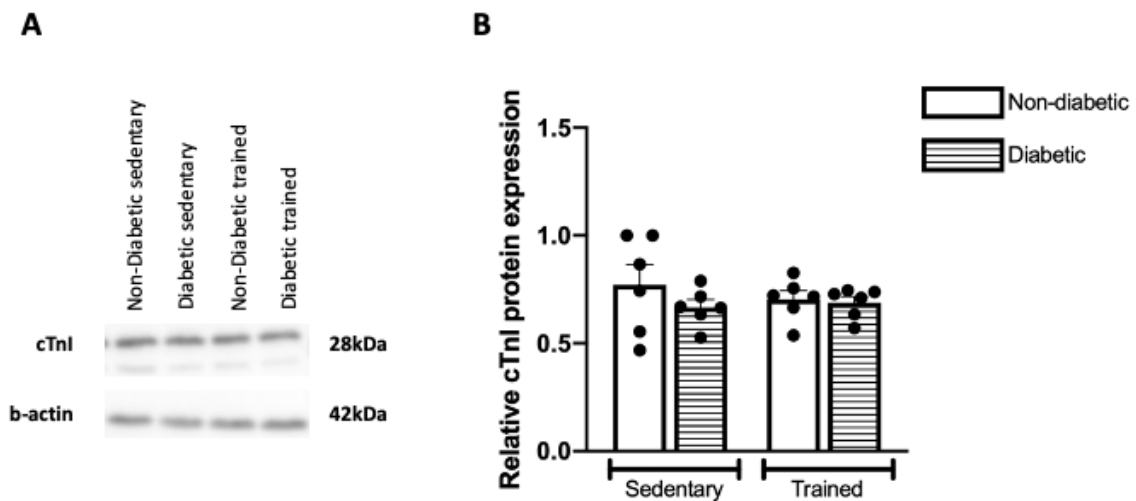 A
Non-Diabetic sedentary
Diabetic sedentary
Non-Diabetic trained
Diabetic trained
cTnI
28kDa
b-actin
42kDa
B
Relative cTnI protein expression
1.5
1.0
0.5
0.0
Sedentary
Trained
Non-diabetic
Diabetic